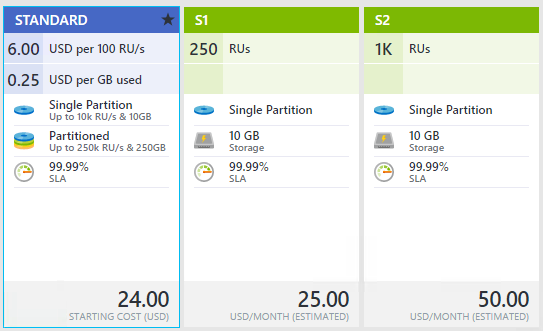 STANDARD
6.00 USD per 100 RU/s
0.25 USD per GB used
Single Partition
Up to 10k RU/s & 10GB
Partitioned
Up to 250k RU/s & 250GB
99.99%
SLA
24.00
STARTING COST (USD)
S1
250 RUs
Single Partition
10 GB
Storage
99.99%
SLA
25.00
USD/MONTH (ESTIMATED)
S2
1K RUs
Single Partition
10 GB
Storage
99.99%
SLA
50.00
USD/MONTH (ESTIMATED)